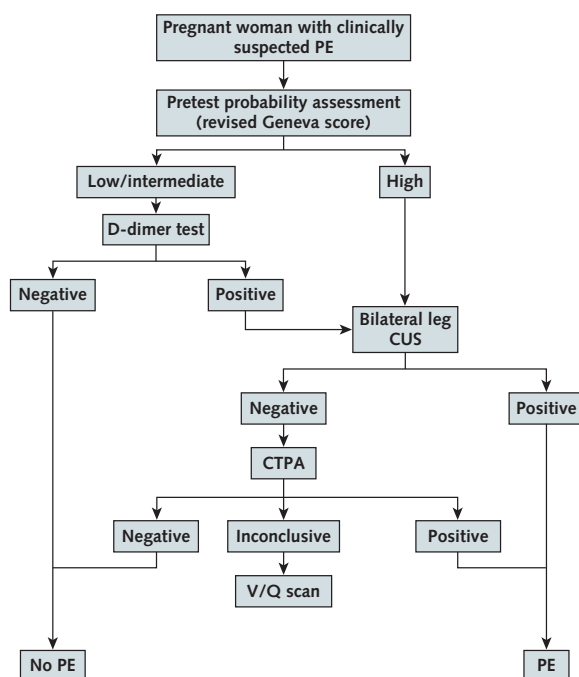 Pregnant woman with clinically
suspected PE
Pretest probability assessment
(revised Geneva score)
Low/intermediate
High
D-dimer test
Negative
Positive
Bilateral leg
CUS
Negative
Positive
CTPA
Negative
Inconclusive
Positive
V/Q scan
No PE
PE